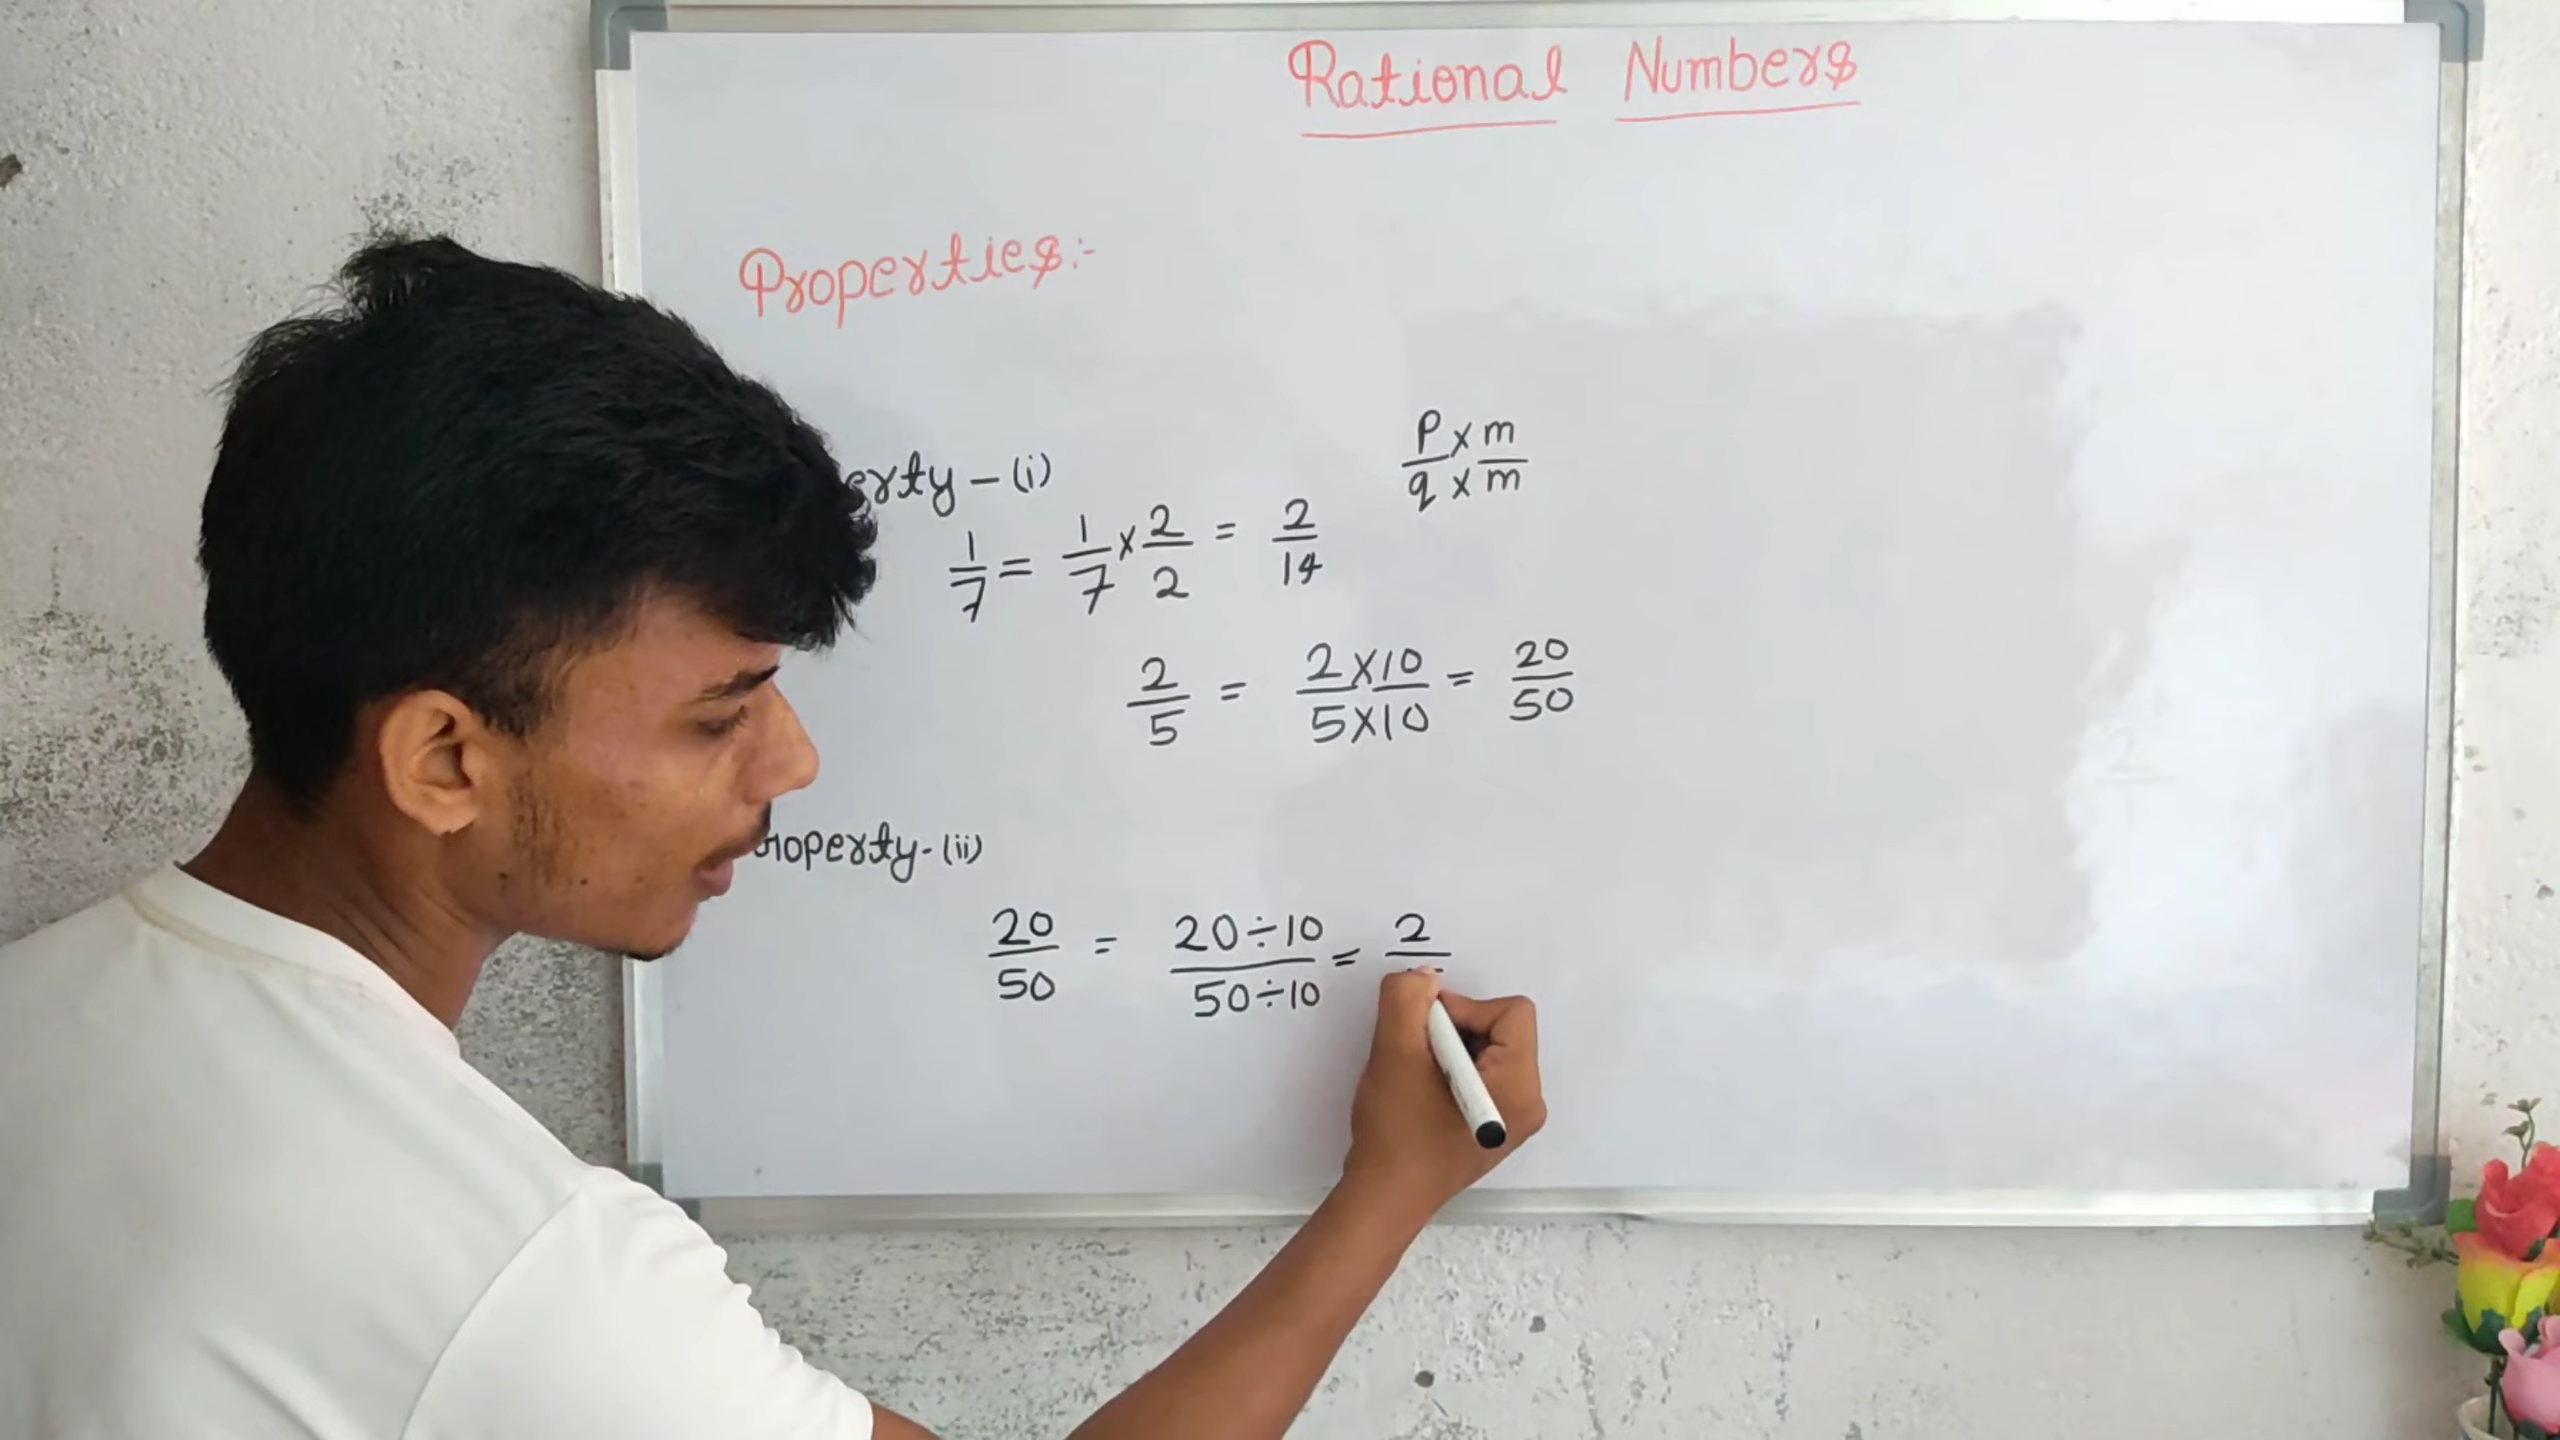 Rational Numbers
Properties:-
erty-(i)
p×m
q×m
1/7 = 1/7 × 2/2 = 2/14
2/5 = 2×10/5×10 = 20/50
roperty-(ii)
20/50 = 20÷10/50÷10 = 2/